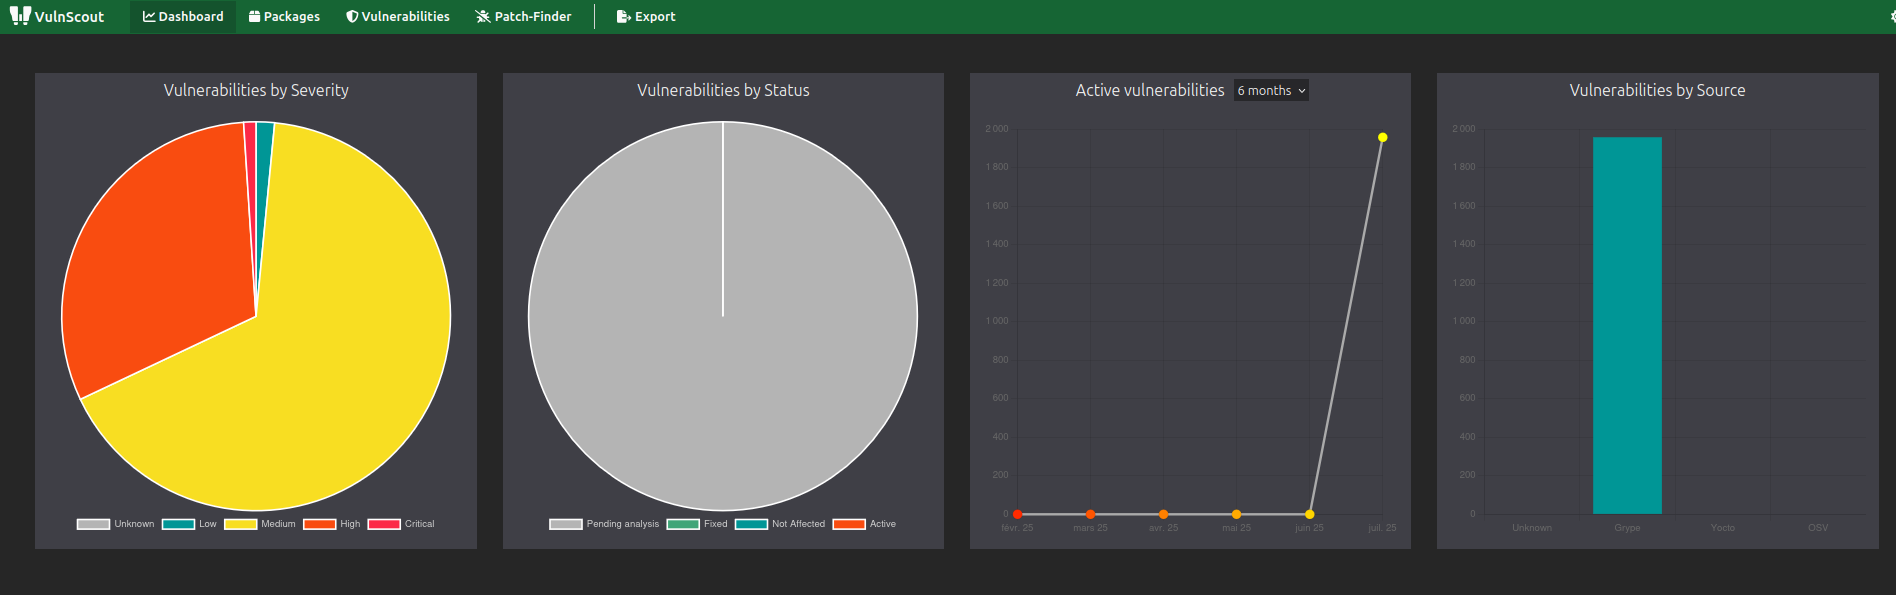 VulnScout Dashboard Packages Vulnerabilities Patch-Finder Export
Vulnerabilities by Severity
Unknown Low Medium High Critical
Vulnerabilities by Status
Pending analysis Fixed Not Affected Active
Active vulnerabilities 6 months
2 000
1 800
1 600
1 400
1 200
1 000
800
600
400
200
0
févr. 25 mars 25 avr. 25 mai 25 juin 25 juil. 25
Vulnerabilities by Source
2 000
1 800
1 600
1 400
1 200
1 000
800
600
400
200
0
Unknown Grype Yocto OSV